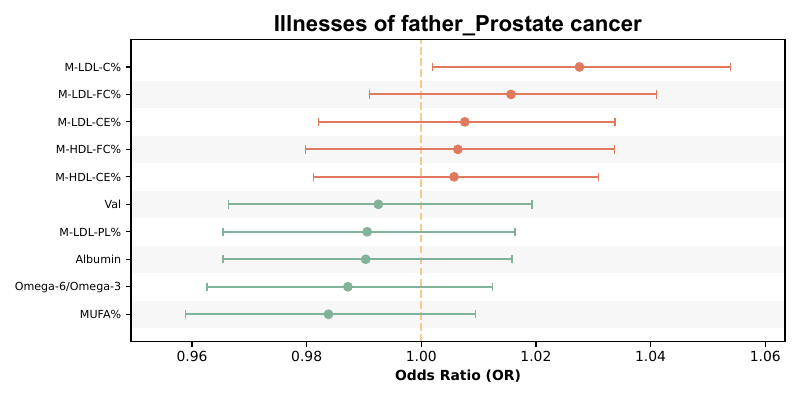 Illnesses of father_Prostate cancer
M-LDL-C%
M-LDL-FC%
M-LDL-CE%
M-HDL-FC%
M-HDL-CE%
Val
M-LDL-PL%
Albumin
Omega-6/Omega-3
MUFA%
0.96 0.98 1.00 1.02 1.04 1.06
Odds Ratio (OR)